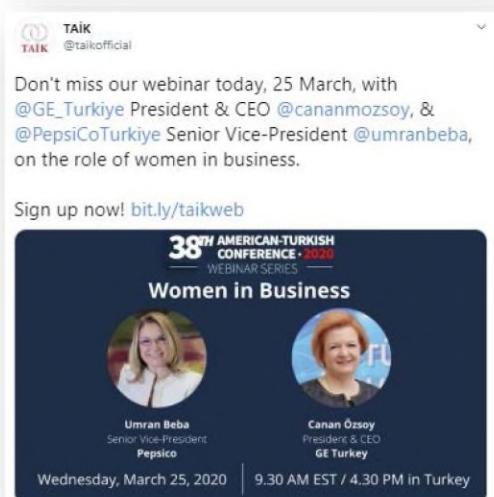 TAİK
@taikofficial
TAİK
Don't miss our webinar today, 25 March, with
@GE_Turkiye President & CEO @cananmozsoy, &
@PepsiCoTurkiye Senior Vice-President @umranbeba,
on the role of women in business.
Sign up now! bit.ly/taikweb
38TH AMERICAN-TURKISH
CONFERENCE • 2020
WEBINAR SERIES
Women in Business
Umran Beba
Senior Vice-President
Pepsico
Canan Özsoy
President & CEO
GE Turkey
Wednesday, March 25, 2020
9.30 AM EST / 4.30 PM in Turkey